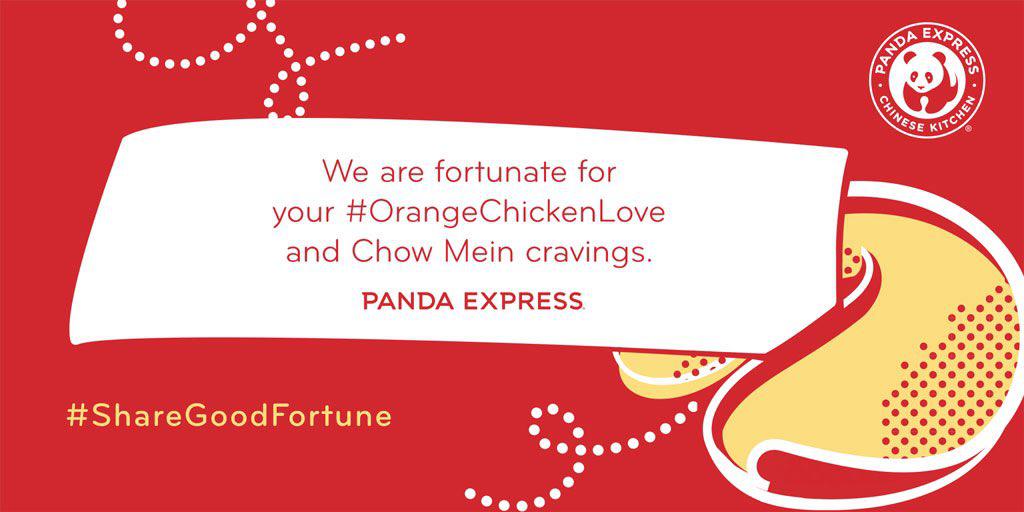 PANDA EXPRESS
CHINESE KITCHEN
®
We are fortunate for
your #OrangeChickenLove
and Chow Mein cravings.
PANDA EXPRESS
#ShareGoodFortune